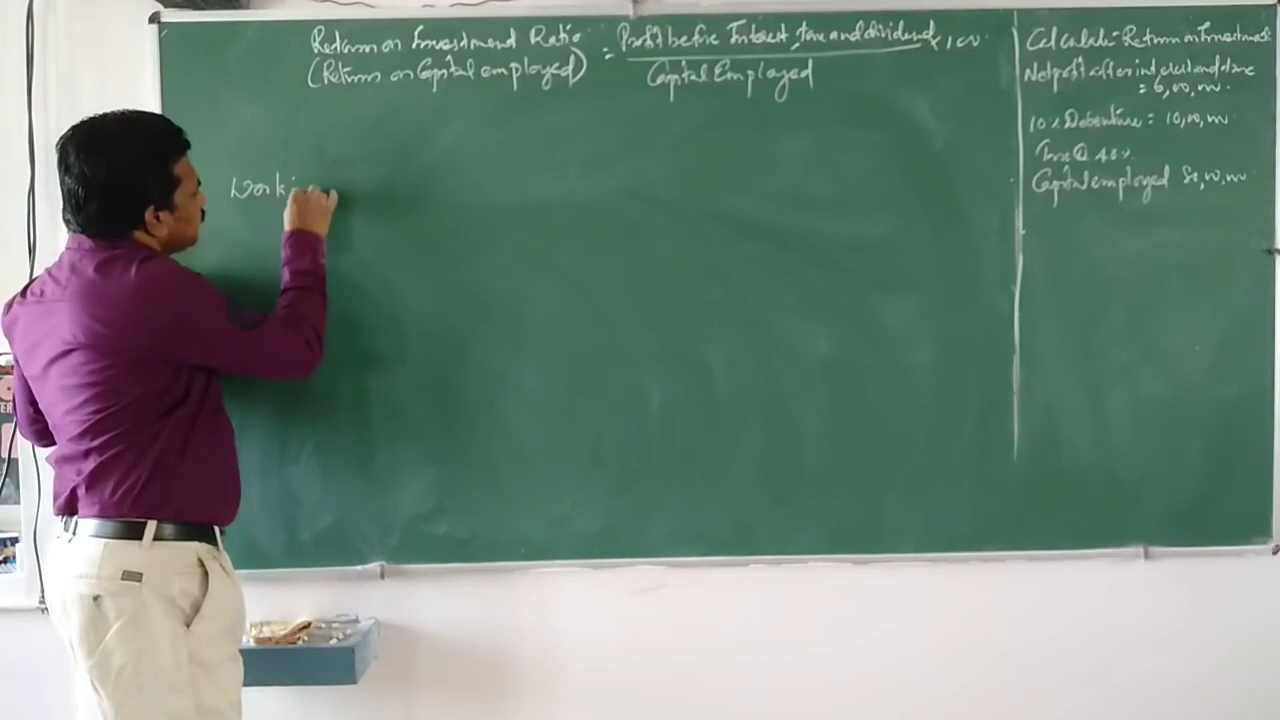 Return on Investment Ratio = Profit before Interest, tax and dividend × 100
(Return on Capital employed) Capital Employed
Working
Calculate Return on Investment
Net profit after interest and tax
= 6,00,000.
10% Debenture = 10,00,000
Tax @ 40%.
Capital employed 80,00,000